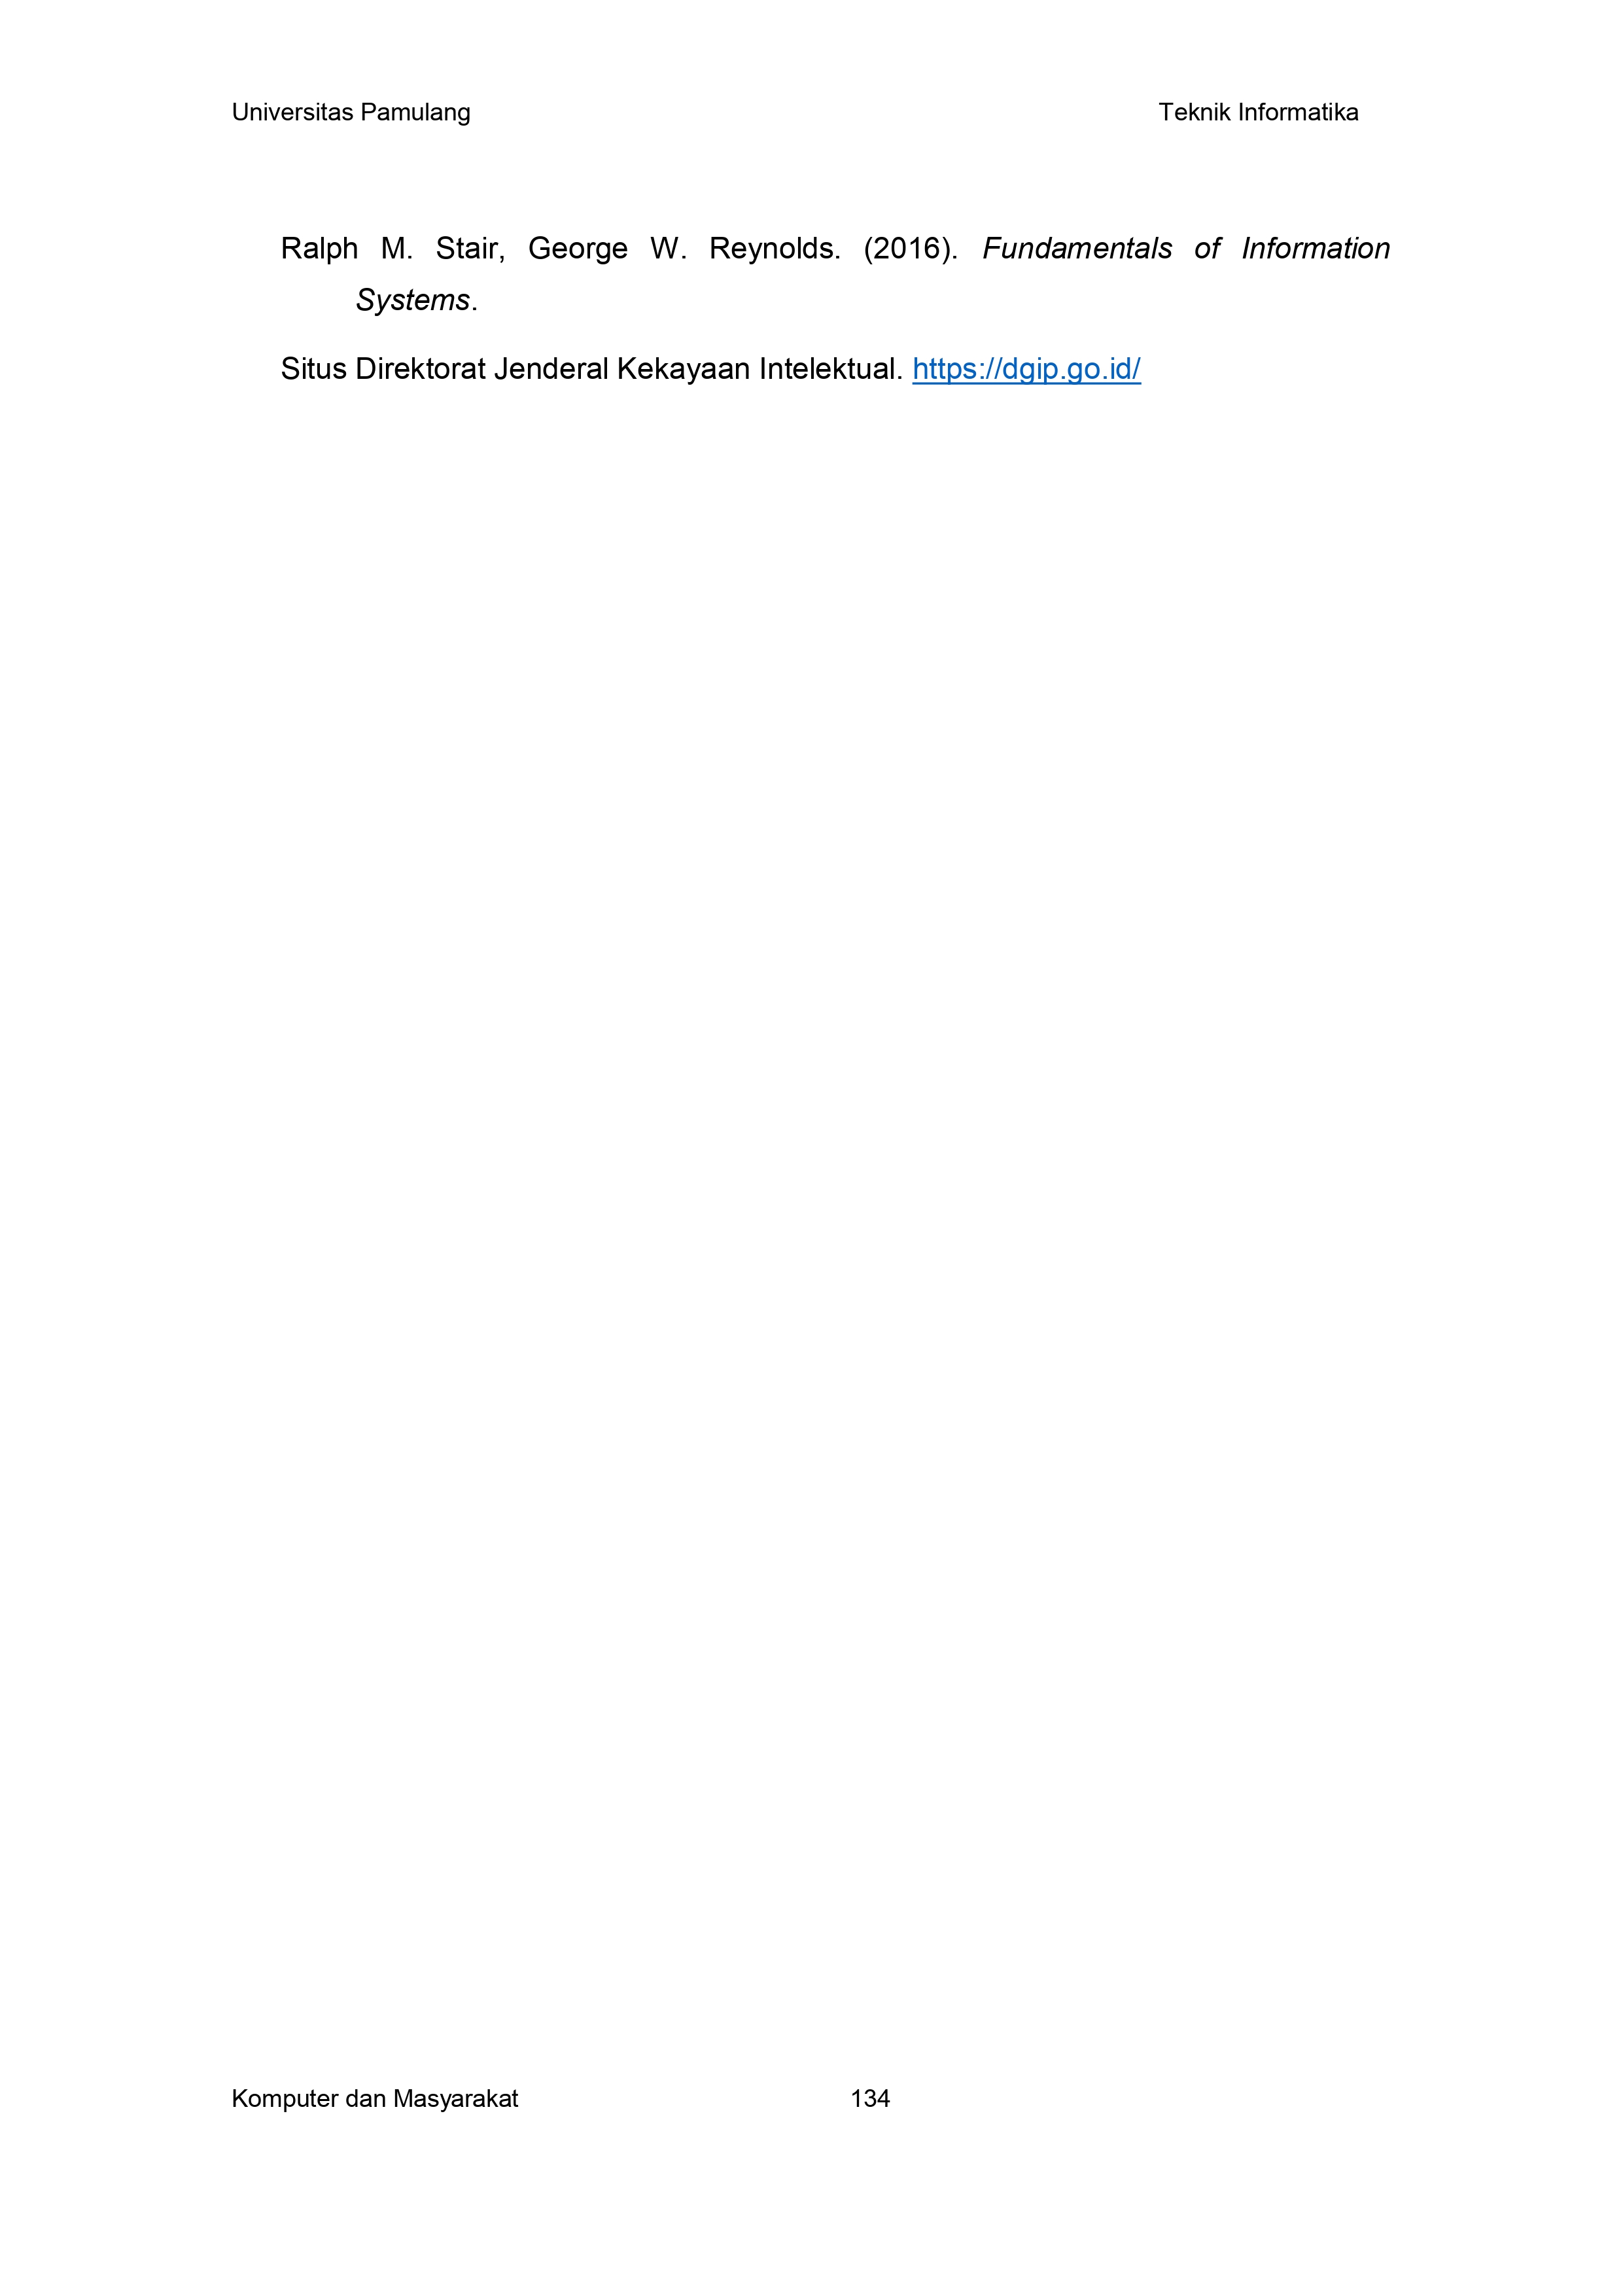 Universitas Pamulang Teknik Informatika
Ralph M. Stair, George W. Reynolds. (2016). Fundamentals of Information
Systems.
Situs Direktorat Jenderal Kekayaan Intelektual. https://dgip.go.id/
Komputer dan Masyarakat 134